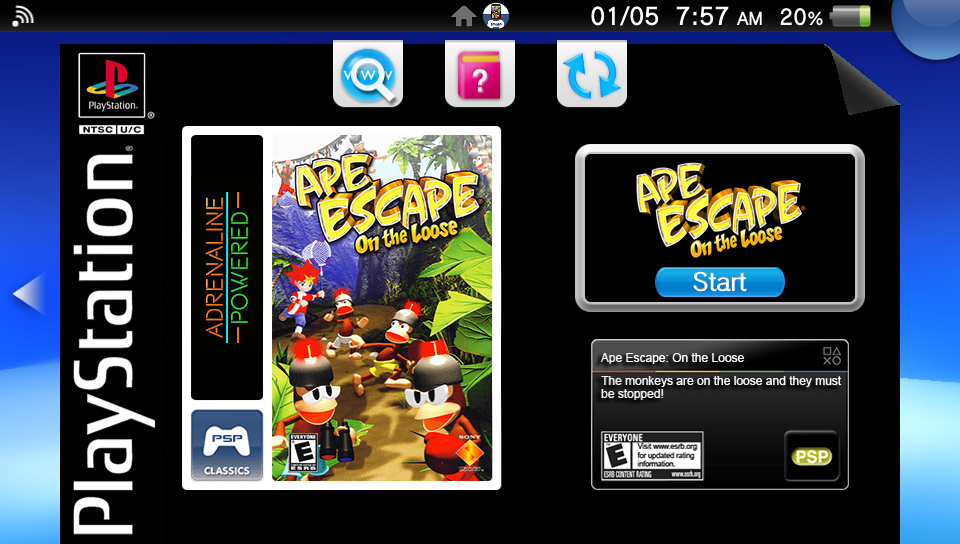 01/05 7:57 AM 20%
www
?
PlayStation®
NTSC U/C
PlayStation®
ADRENALINE
POWERED
PSP
CLASSICS
APE
ESCAPE
On the Loose
EVERYONE
E
ESRB
SONY
APE
ESCAPE
On the Loose
Start
Ape Escape: On the Loose
The monkeys are on the loose and they must
be stopped!
EVERYONE
E
Visit www.esrb.org
for updated rating
information.
ESRB CONTENT RATING www.esrb.org
PSP